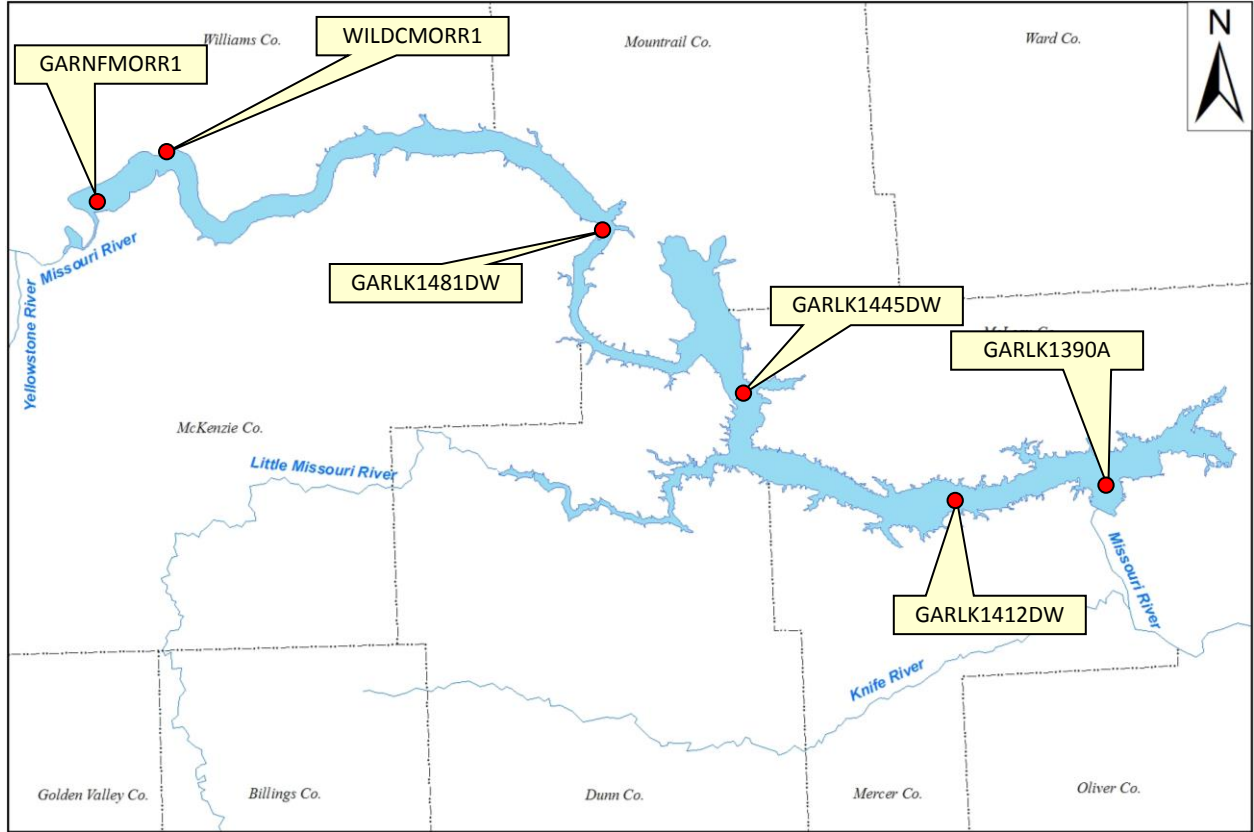 N
Williams Co.
WILDCMORR1
Mountrail Co.
Ward Co.
GARNFMORR1
Missouri River
Yellowstone River
GARLK1481DW
GARLK1445DW
GARLK1390A
McKenzie Co.
Little Missouri River
Missouri River
GARLK1412DW
Knife River
Golden Valley Co.
Billings Co.
Dunn Co.
Mercer Co.
Oliver Co.